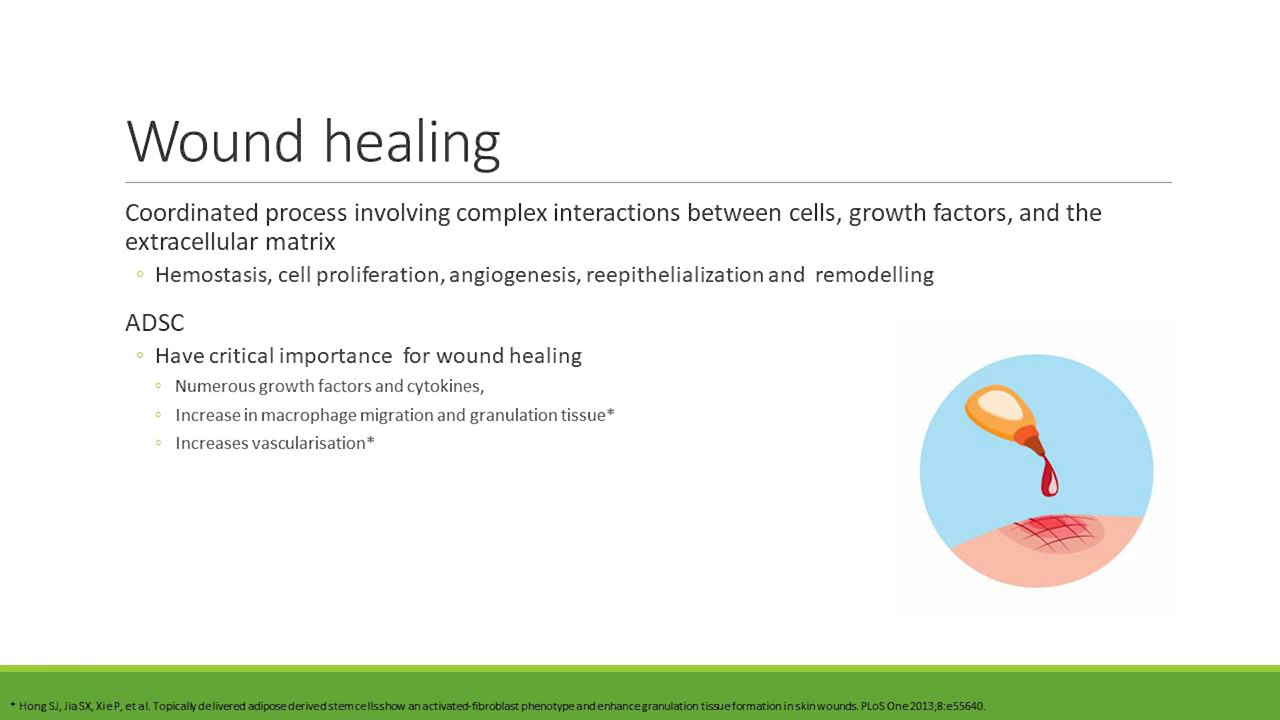 Wound healing
Coordinated process involving complex interactions between cells, growth factors, and the
extracellular matrix
◦ Hemostasis, cell proliferation, angiogenesis, reepithelialization and remodelling
ADSC
◦ Have critical importance for wound healing
◦ Numerous growth factors and cytokines,
◦ Increase in macrophage migration and granulation tissue*
◦ Increases vascularisation*
* Hong SJ, Jia SX, Xie P, et al. Topically delivered adipose derived stem cells show an activated-fibroblast phenotype and enhance granulation tissue formation in skin wounds. PLoS One 2013;8:e55640.